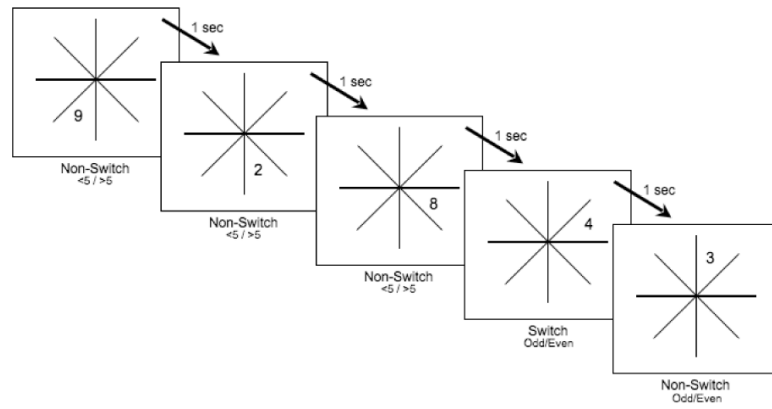 1 sec
9
Non-Switch
<5 / >5
1 sec
2
Non-Switch
<5 / >5
1 sec
8
Non-Switch
<5 / >5
1 sec
4
Switch
Odd/Even
3
Non-Switch
Odd/Even